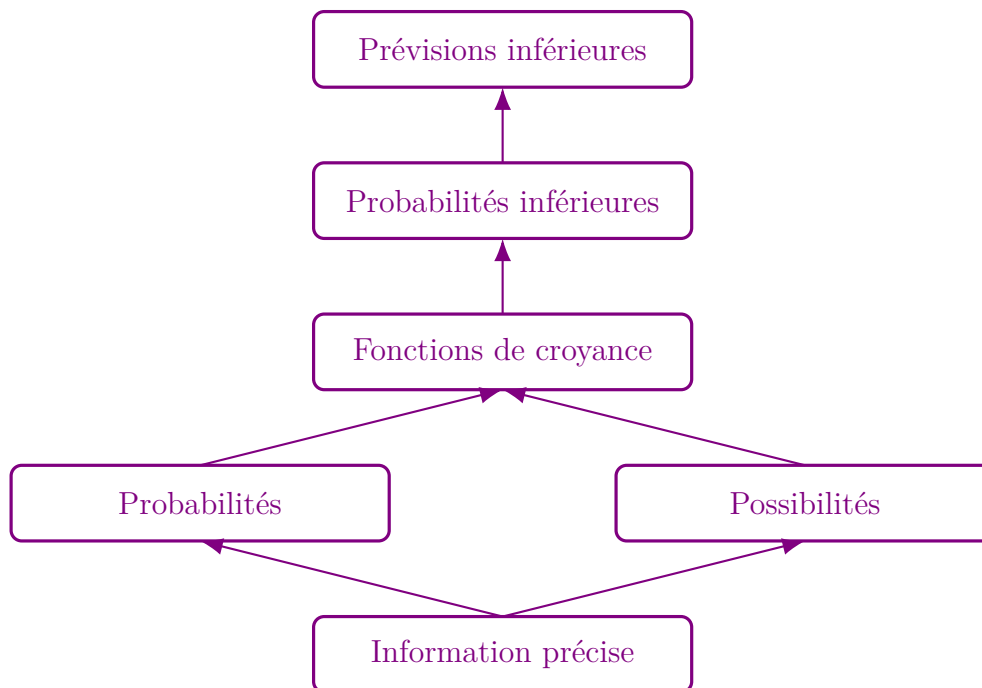 Prévisions inférieures
Probabilités inférieures
Fonctions de croyance
Probabilités
Possibilités
Information précise